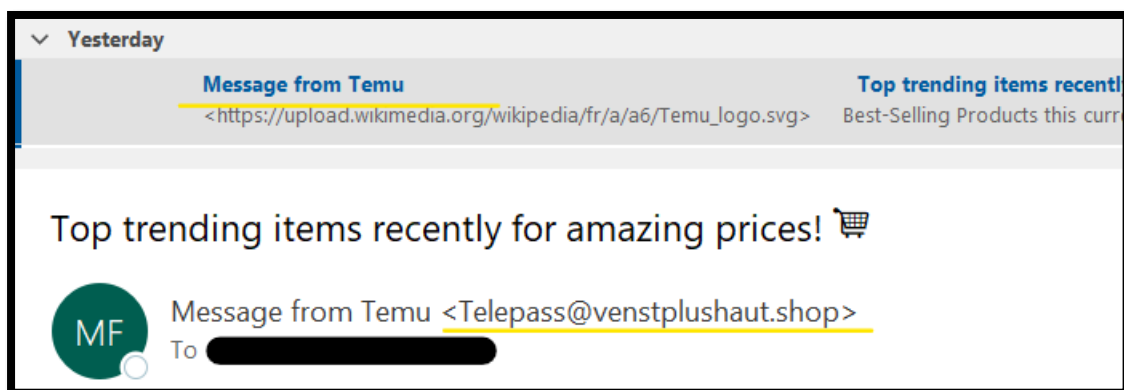 Yesterday
Message from Temu Top trending items recently
<https://upload.wikimedia.org/wikipedia/fr/a/a6/Temu_logo.svg> Best-Selling Products this curr
Top trending items recently for amazing prices!
MF
Message from Temu <Telepass@venstplushaut.shop>
To